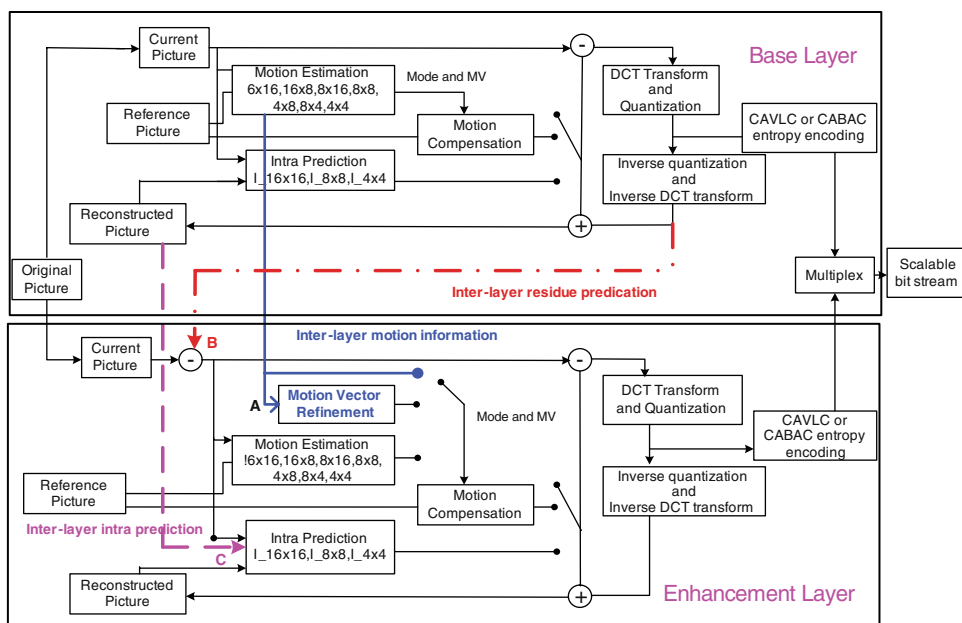 Current
Picture
Base Layer
Motion Estimation
6x16,16x8,8x16,8x8,
4x8,8x4,4x4
Mode and MV
DCT Transform
and
Quantization
Reference
Picture
Motion
Compensation
CAVLC or CABAC
entropy encoding
Intra Prediction
I_16x16,I_8x8,I_4x4
Inverse quantization
and
Inverse DCT transform
Reconstructed
Picture
-
+
Original
Picture
Inter-layer residue predication
Multiplex
Scalable
bit stream
Inter-layer motion information
Current
Picture
-
B
-
A
Motion Vector
Refinement
Mode and MV
DCT Transform
and Quantization
CAVLC or
CABAC entropy
encoding
Motion Estimation
!6x16,16x8,8x16,8x8,
4x8,8x4,4x4
Reference
Picture
Motion
Compensation
Inverse quantization
and
Inverse DCT transform
Inter-layer intra prediction
Intra Prediction
I_16x16,I_8x8,I_4x4
C
Reconstructed
Picture
+
Enhancement Layer